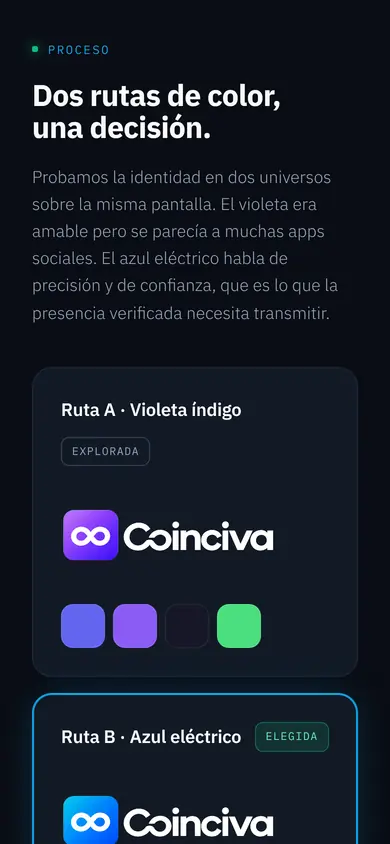 PROCESO
Dos rutas de color,
una decisión.
Probamos la identidad en dos universos
sobre la misma pantalla. El violeta era
amable pero se parecía a muchas apps
sociales. El azul eléctrico habla de
precisión y de confianza, que es lo que la
presencia verificada necesita transmitir.
Ruta A · Violeta índigo
EXPLORADA
Coinciva
Ruta B · Azul eléctrico
ELEGIDA
Coinciva